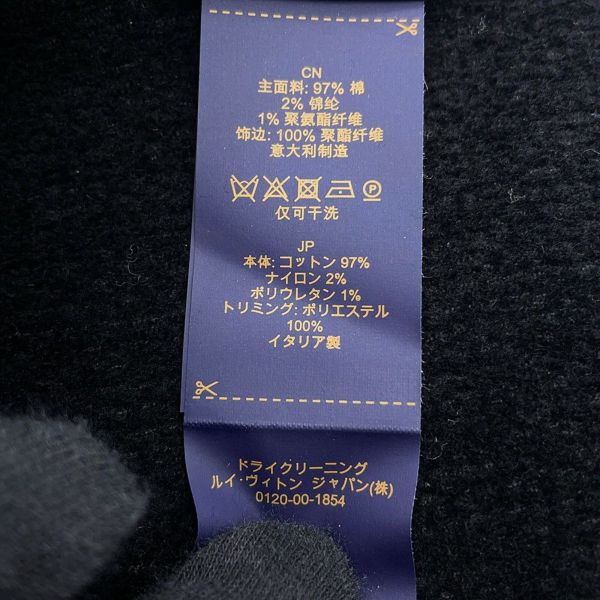 CN
主面料: 97% 棉
2% 锦纶
1% 聚氨酯纤维
饰边: 100% 聚酯纤维
意大利制造
仅可干洗
JP
本体: コットン 97%
ナイロン 2%
ポリウレタン 1%
トリミング: ポリエステル
100%
イタリア製
ドライクリーニング
ルイ・ヴィトン ジャパン(株)
0120-00-1854